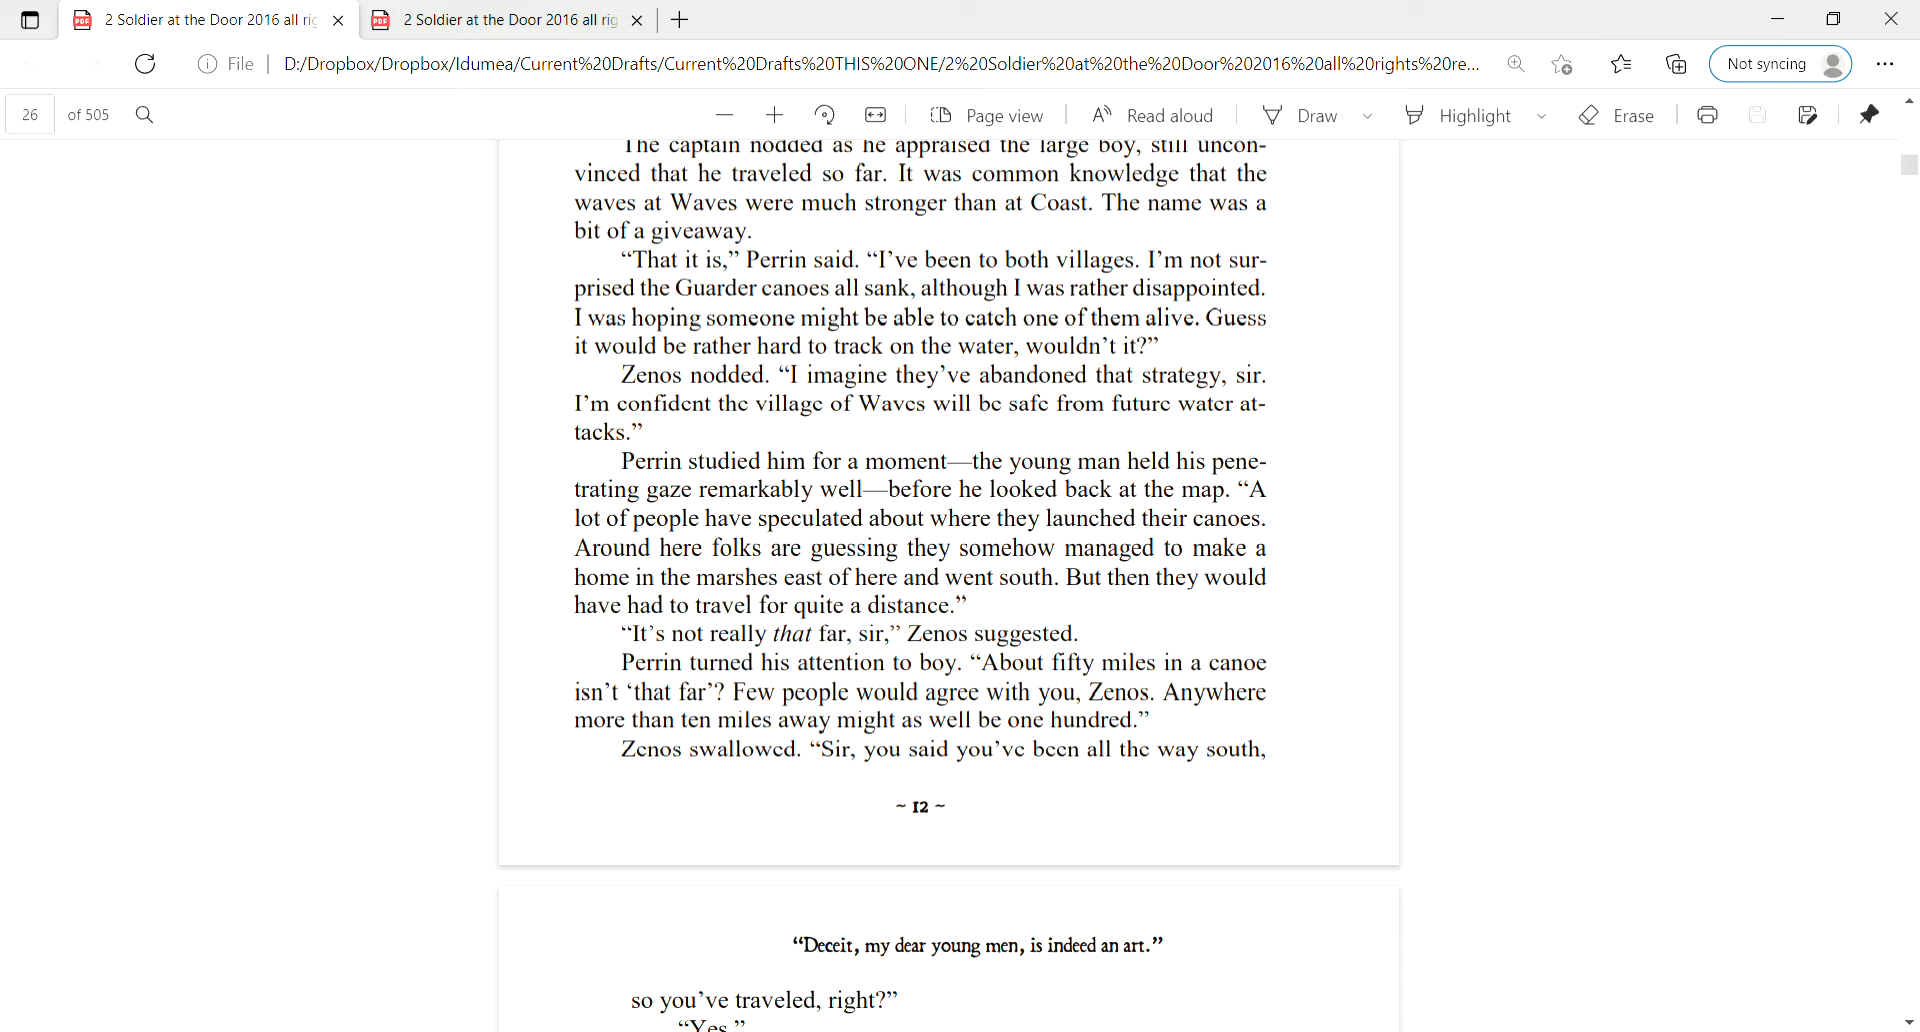 2 Soldier at the Door 2016 all rig
2 Soldier at the Door 2016 all rig
File
D:/Dropbox/Dropbox/Idumea/Current%20Drafts/Current%20Drafts%20THIS%20ONE/2%20Soldier%20at%20the%20Door%202016%20all%20rights%20re...
Not syncing
26 of 505
Page view
Read aloud
Draw
Highlight
Erase
The captain nodded as he appraised the large boy, still uncon-
vinced that he traveled so far. It was common knowledge that the
waves at Waves were much stronger than at Coast. The name was a
bit of a giveaway.
“That it is,” Perrin said. “I’ve been to both villages. I’m not sur-
prised the Guarder canoes all sank, although I was rather disappointed.
I was hoping someone might be able to catch one of them alive. Guess
it would be rather hard to track on the water, wouldn’t it?”
Zenos nodded. “I imagine they’ve abandoned that strategy, sir.
I’m confident the village of Waves will be safe from future water at-
tacks.”
Perrin studied him for a moment—the young man held his pene-
trating gaze remarkably well—before he looked back at the map. “A
lot of people have speculated about where they launched their canoes.
Around here folks are guessing they somehow managed to make a
home in the marshes east of here and went south. But then they would
have had to travel for quite a distance.”
“It’s not really that far, sir,” Zenos suggested.
Perrin turned his attention to boy. “About fifty miles in a canoe
isn’t ‘that far’? Few people would agree with you, Zenos. Anywhere
more than ten miles away might as well be one hundred.”
Zenos swallowed. “Sir, you said you’ve been all the way south,
~ 12 ~
“Deceit, my dear young men, is indeed an art.”
so you’ve traveled, right?”
“Yes.”